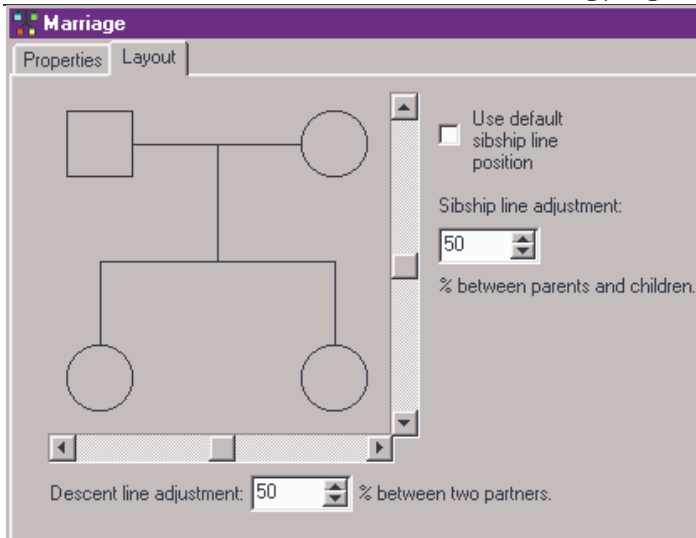 Marriage
Properties Layout
Use default
sibship line
position
Sibship line adjustment:
50
% between parents and children.
Descent line adjustment: 50 % between two partners.